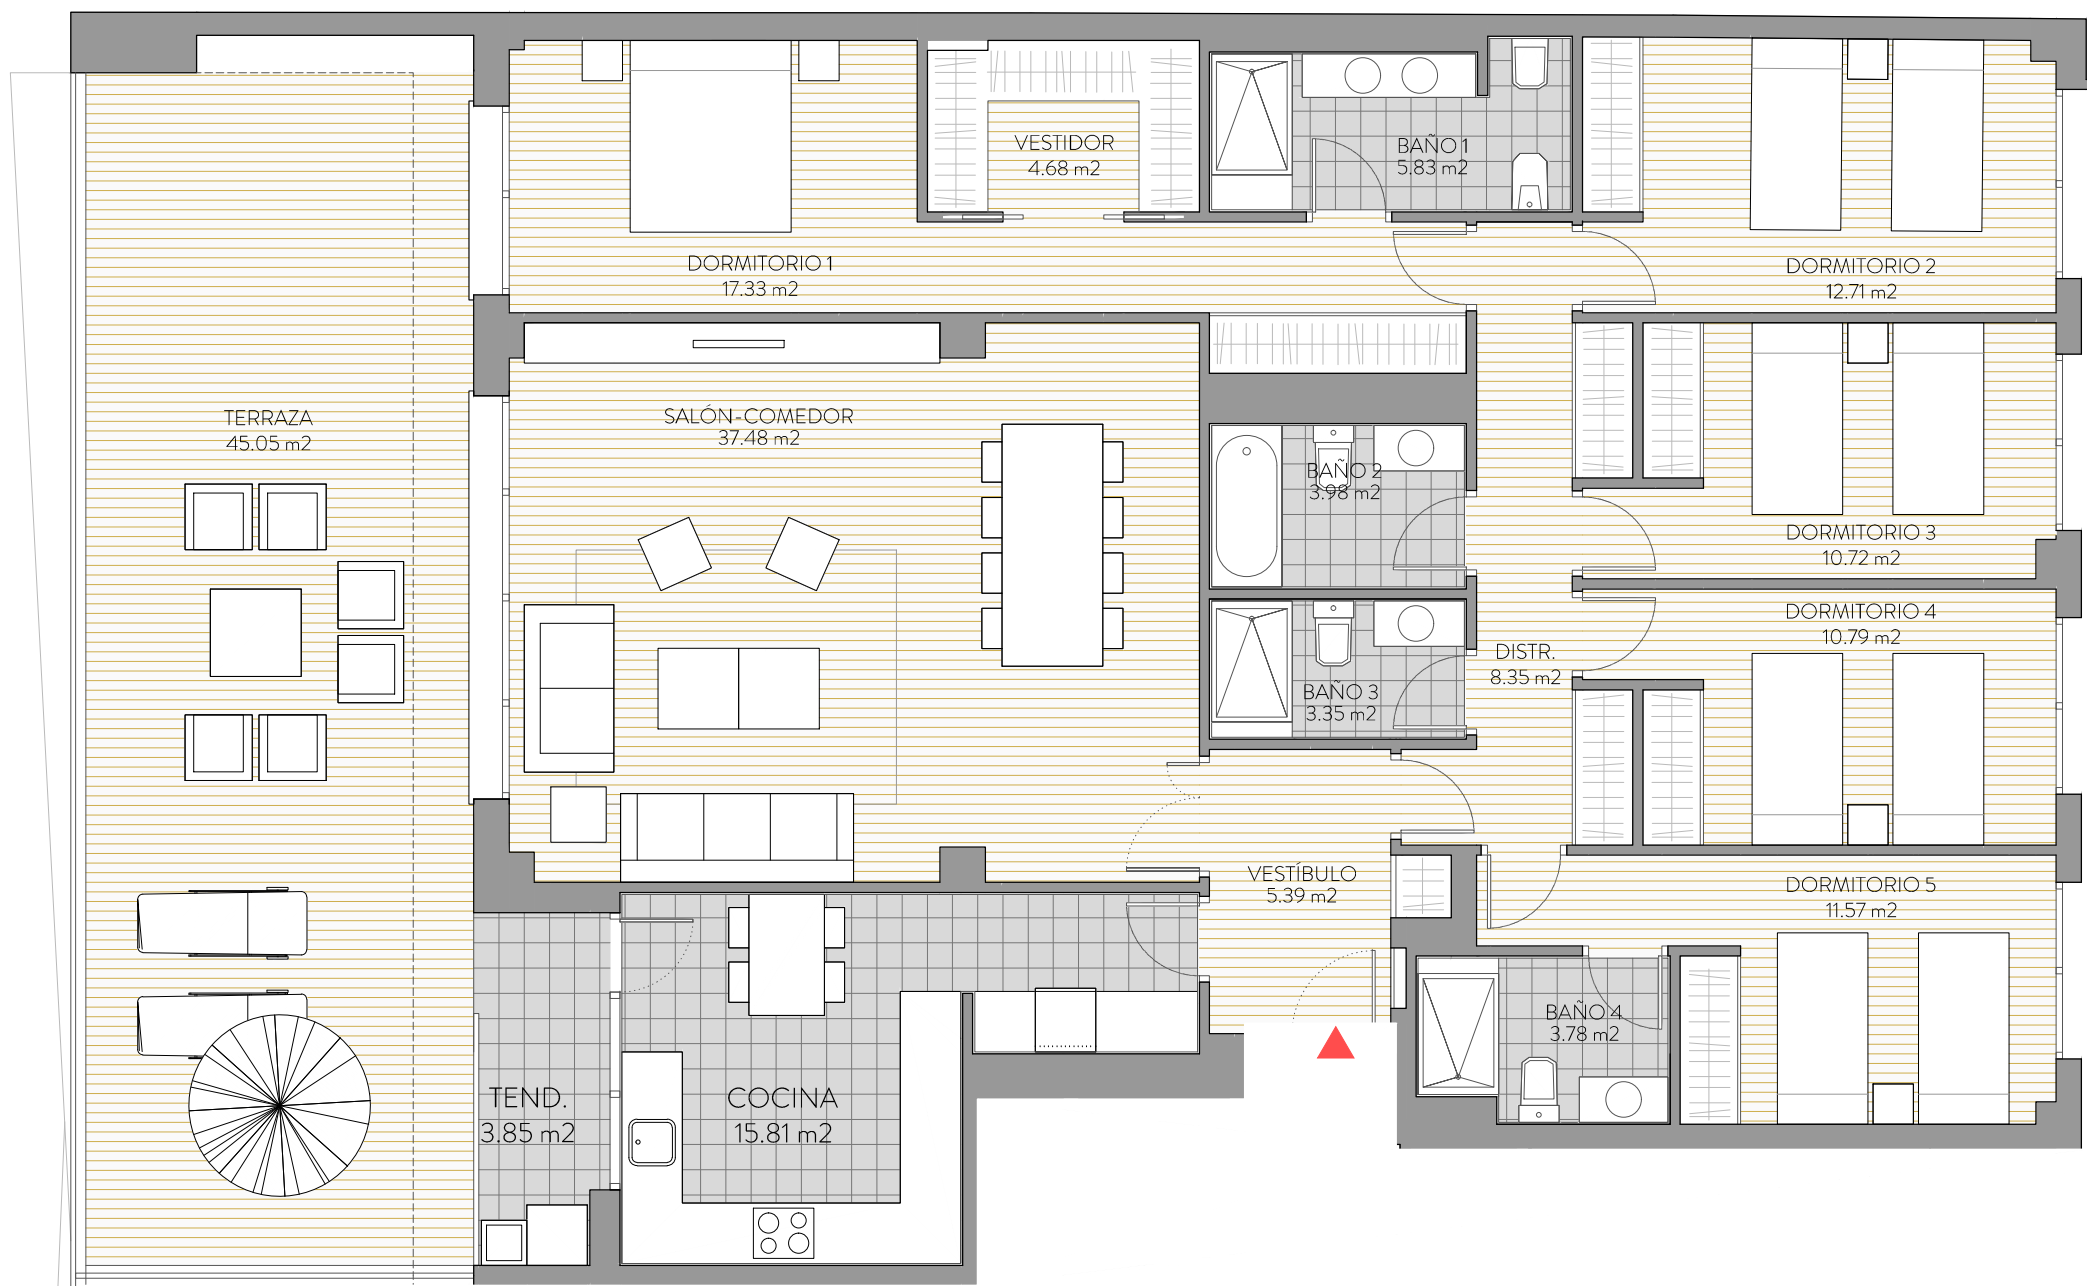 VESTIDOR
4.68 m2
BAÑO 1
5.83 m2
DORMITORIO 1
17.33 m2
DORMITORIO 2
12.71 m2
TERRAZA
45.05 m2
SALÓN-COMEDOR
37.48 m2
BAÑO 2
3.98 m2
DORMITORIO 3
10.72 m2
DORMITORIO 4
10.79 m2
DISTR.
8.35 m2
BAÑO 3
3.35 m2
VESTÍBULO
5.39 m2
DORMITORIO 5
11.57 m2
BAÑO 4
3.78 m2
TEND.
3.85 m2
COCINA
15.81 m2